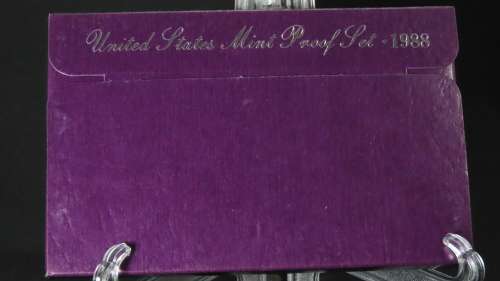 United States Mint Proof Set - 1988